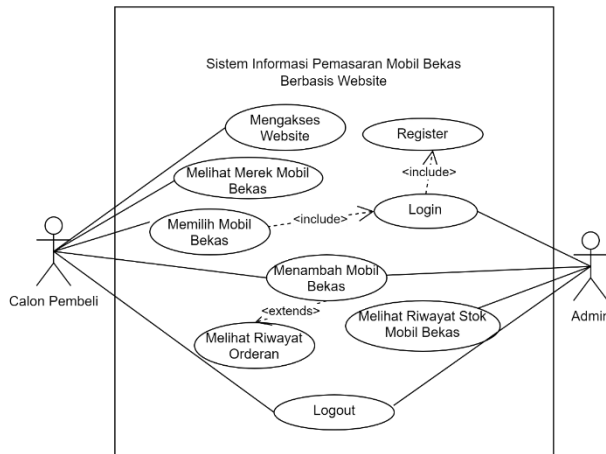 Sistem Informasi Pemasaran Mobil Bekas
Berbasis Website
Mengakses
Website
Register
<include>
Melihat Merek Mobil
Bekas
Memilih Mobil
Bekas
<include>
Login
Menambah Mobil
Bekas
Calon Pembeli
<extends>
Melihat Riwayat Stok
Mobil Bekas
Admin
Melihat Riwayat
Orderan
Logout